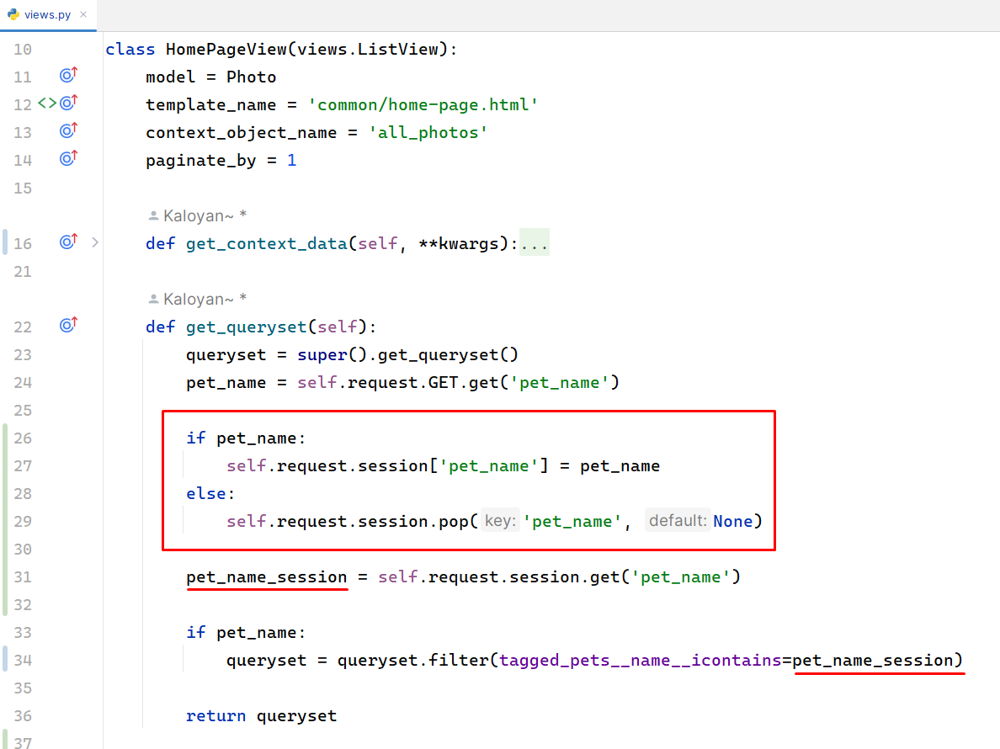 views.py ×
10 class HomePageView(views.ListView):
11 model = Photo
12 <> template_name = 'common/home-page.html'
13 context_object_name = 'all_photos'
14 paginate_by = 1
15
Kaloyan~ *
16 def get_context_data(self, **kwargs):...
21
Kaloyan~ *
22 def get_queryset(self):
23 queryset = super().get_queryset()
24 pet_name = self.request.GET.get('pet_name')
25
26 if pet_name:
27 self.request.session['pet_name'] = pet_name
28 else:
29 self.request.session.pop(key: 'pet_name', default: None)
30
31 pet_name_session = self.request.session.get('pet_name')
32
33 if pet_name:
34 queryset = queryset.filter(tagged_pets__name__icontains=pet_name_session)
35
36 return queryset
37